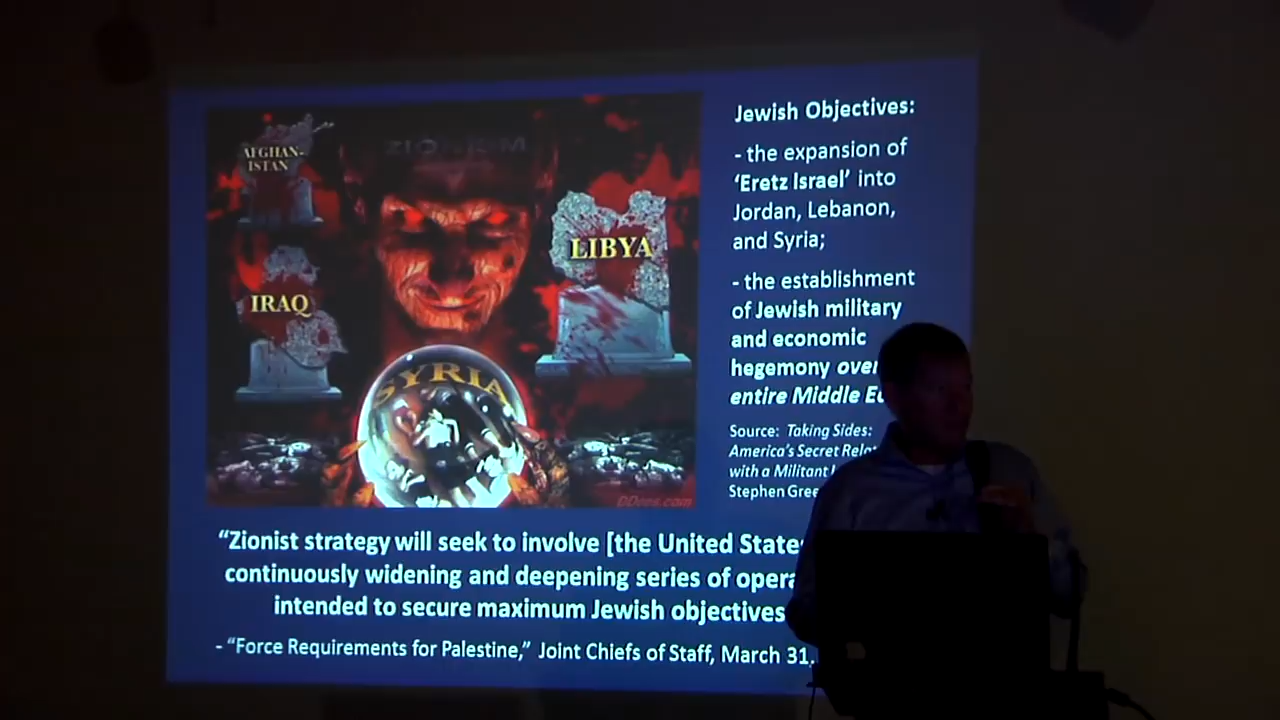 AFGHAN-
ISTAN
ZIONISM
IRAQ
LIBYA
SYRIA
DDees.com
Jewish Objectives:
- the expansion of
‘Eretz Israel’ into
Jordan, Lebanon,
and Syria;
- the establishment
of Jewish military
and economic
hegemony over
entire Middle
Source: Taking Sides:
America's Secret
with a Militant
Stephen
“Zionist strategy will seek to involve [the United
continuously widening and deepening series of
intended to secure maximum Jewish objectives
- “Force Requirements for Palestine,” Joint Chiefs of Staff, March 31,